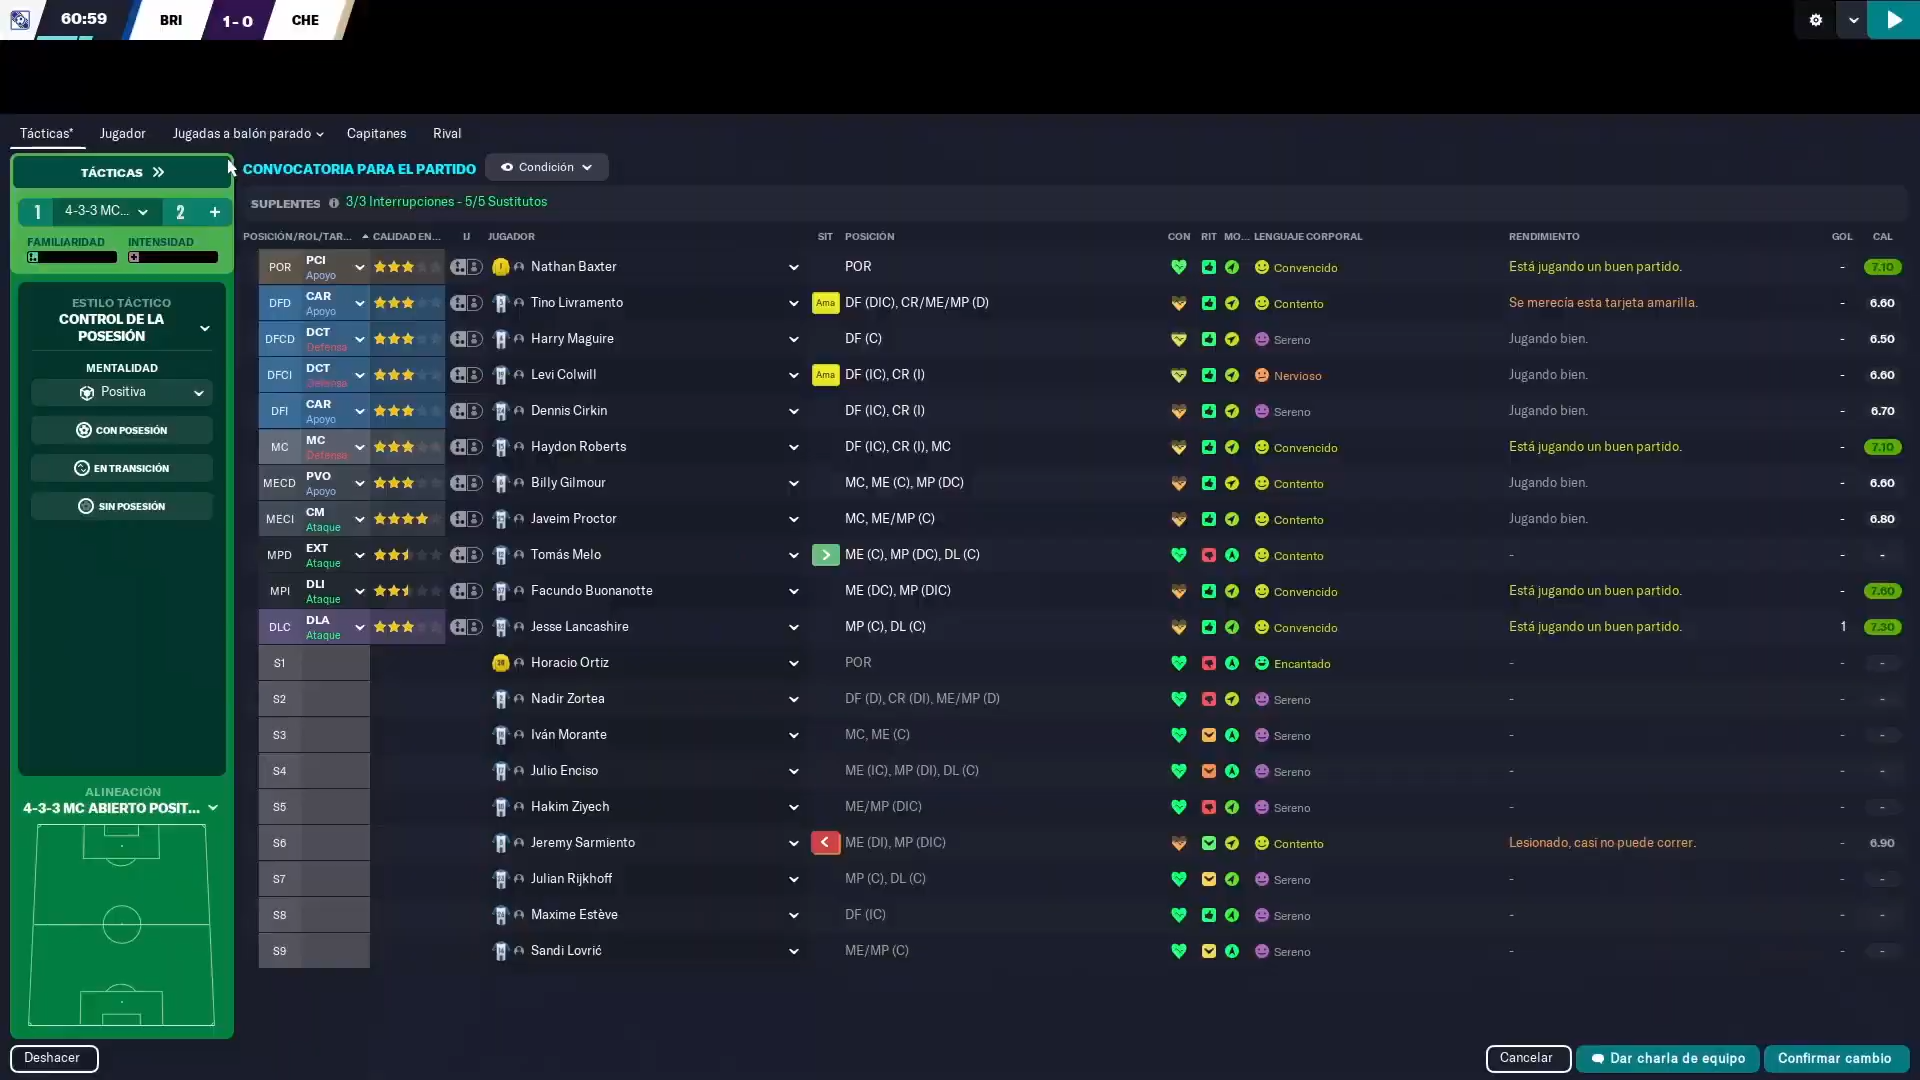 60:59 BRI 1 - 0 CHE
Tácticas* Jugador Jugadas a balón parado Capitanes Rival
TÁCTICAS
CONVOCATORIA PARA EL PARTIDO Condición
SUPLENTES 3/3 Interrupciones - 5/5 Sustitutos
1 4-3-3 MC... 2 +
FAMILIARIDAD INTENSIDAD
ESTILO TÁCTICO
CONTROL DE LA
POSESIÓN
MENTALIDAD
Positiva
CON POSESIÓN
EN TRANSICIÓN
SIN POSESIÓN
ALINEACIÓN
4-3-3 MC ABIERTO POSIT...
POSICIÓN/ROL/TAR... CALIDAD EN... IJ JUGADOR SIT POSICIÓN CON RIT MO... LENGUAJE CORPORAL RENDIMIENTO GOL CAL
POR PCI Apoyo Nathan Baxter POR Convencido Está jugando un buen partido. - 7.10
DFD CAR Apoyo Tino Livramento Ama DF (DIC), CR/ME/MP (D) Contento Se merecía esta tarjeta amarilla. - 6.60
DFCD DCT Defensa Harry Maguire DF (C) Sereno Jugando bien. - 6.50
DFCI DCT Defensa Levi Colwill Ama DF (IC), CR (I) Nervioso Jugando bien. - 6.60
DFI CAR Apoyo Dennis Cirkin DF (IC), CR (I) Sereno Jugando bien. - 6.70
MC MC Defensa Haydon Roberts DF (IC), CR (I), MC Convencido Está jugando un buen partido. - 7.10
MECD PVO Apoyo Billy Gilmour MC, ME (C), MP (DC) Contento Jugando bien. - 6.60
MECI CM Ataque Javeim Proctor MC, ME/MP (C) Contento Jugando bien. - 6.80
MPD EXT Ataque Tomás Melo ME (C), MP (DC), DL (C) Contento - - -
MPI DLI Ataque Facundo Buonanotte ME (DC), MP (DIC) Convencido Está jugando un buen partido. - 7.60
DLC DLA Ataque Jesse Lancashire MP (C), DL (C) Convencido Está jugando un buen partido. 1 7.30
S1 Horacio Ortiz POR Encantado - - -
S2 Nadir Zortea DF (D), CR (DI), ME/MP (D) Sereno - - -
S3 Iván Morante MC, ME (C) Sereno - - -
S4 Julio Enciso ME (IC), MP (DI), DL (C) Sereno - - -
S5 Hakim Ziyech ME/MP (DIC) Sereno - - -
S6 Jeremy Sarmiento ME (DI), MP (DIC) Contento Lesionado, casi no puede correr. - 6.90
S7 Julian Rijkhoff MP (C), DL (C) Sereno - - -
S8 Maxime Estève DF (IC) Sereno - - -
S9 Sandi Lovrić ME/MP (C) Sereno - - -
Deshacer Cancelar Dar charla de equipo Confirmar cambio